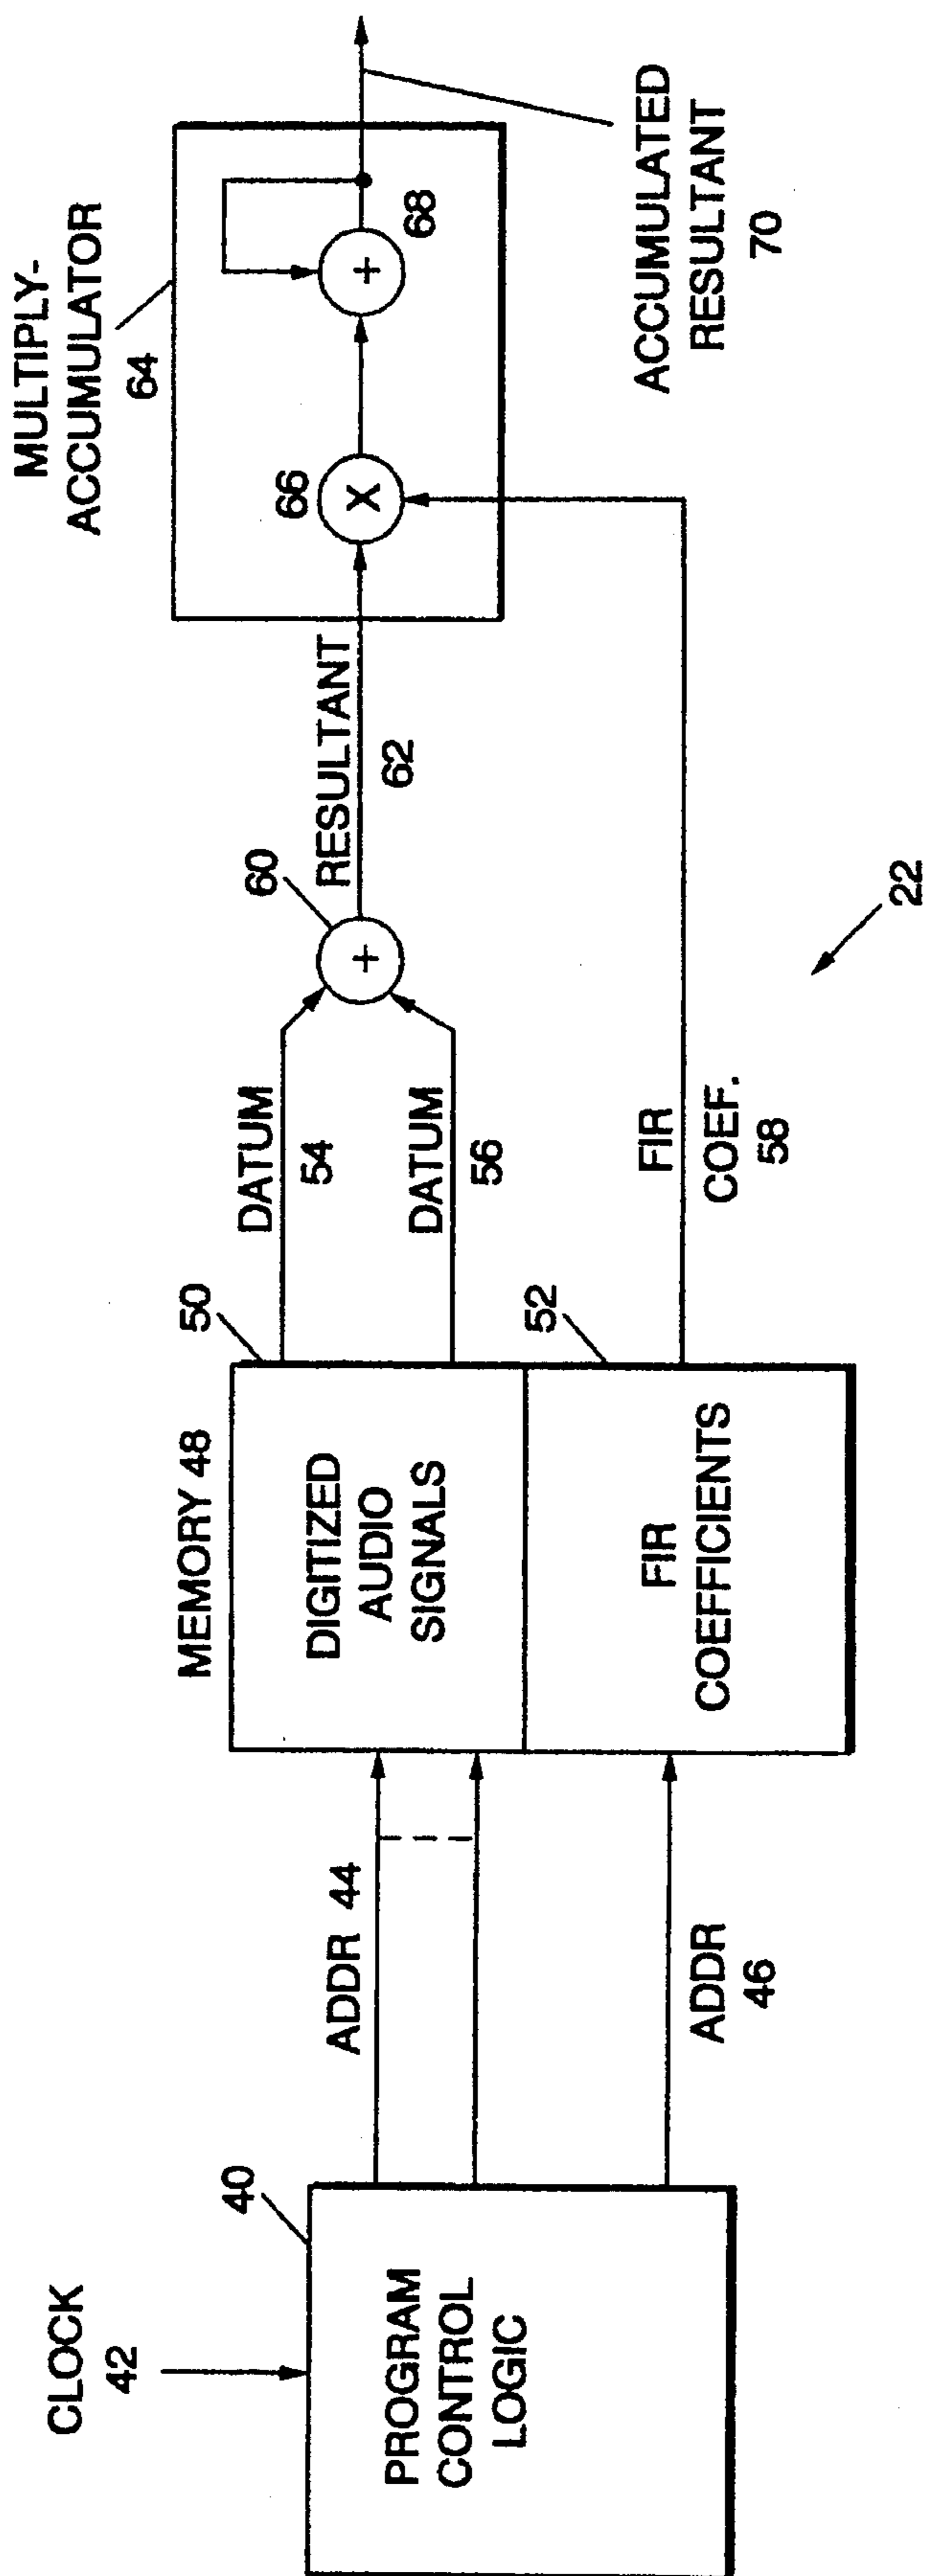 CLOCK
42
40
PROGRAM
CONTROL
LOGIC
ADDR 44
ADDR
46
MEMORY 48
50
DIGITIZED
AUDIO
SIGNALS
52
FIR
COEFFICIENTS
DATUM
54
DATUM
56
FIR
COEF.
58
60
+
RESULTANT
62
22
MULTIPLY-
ACCUMULATOR
64
66
X
+
68
ACCUMULATED
RESULTANT
70